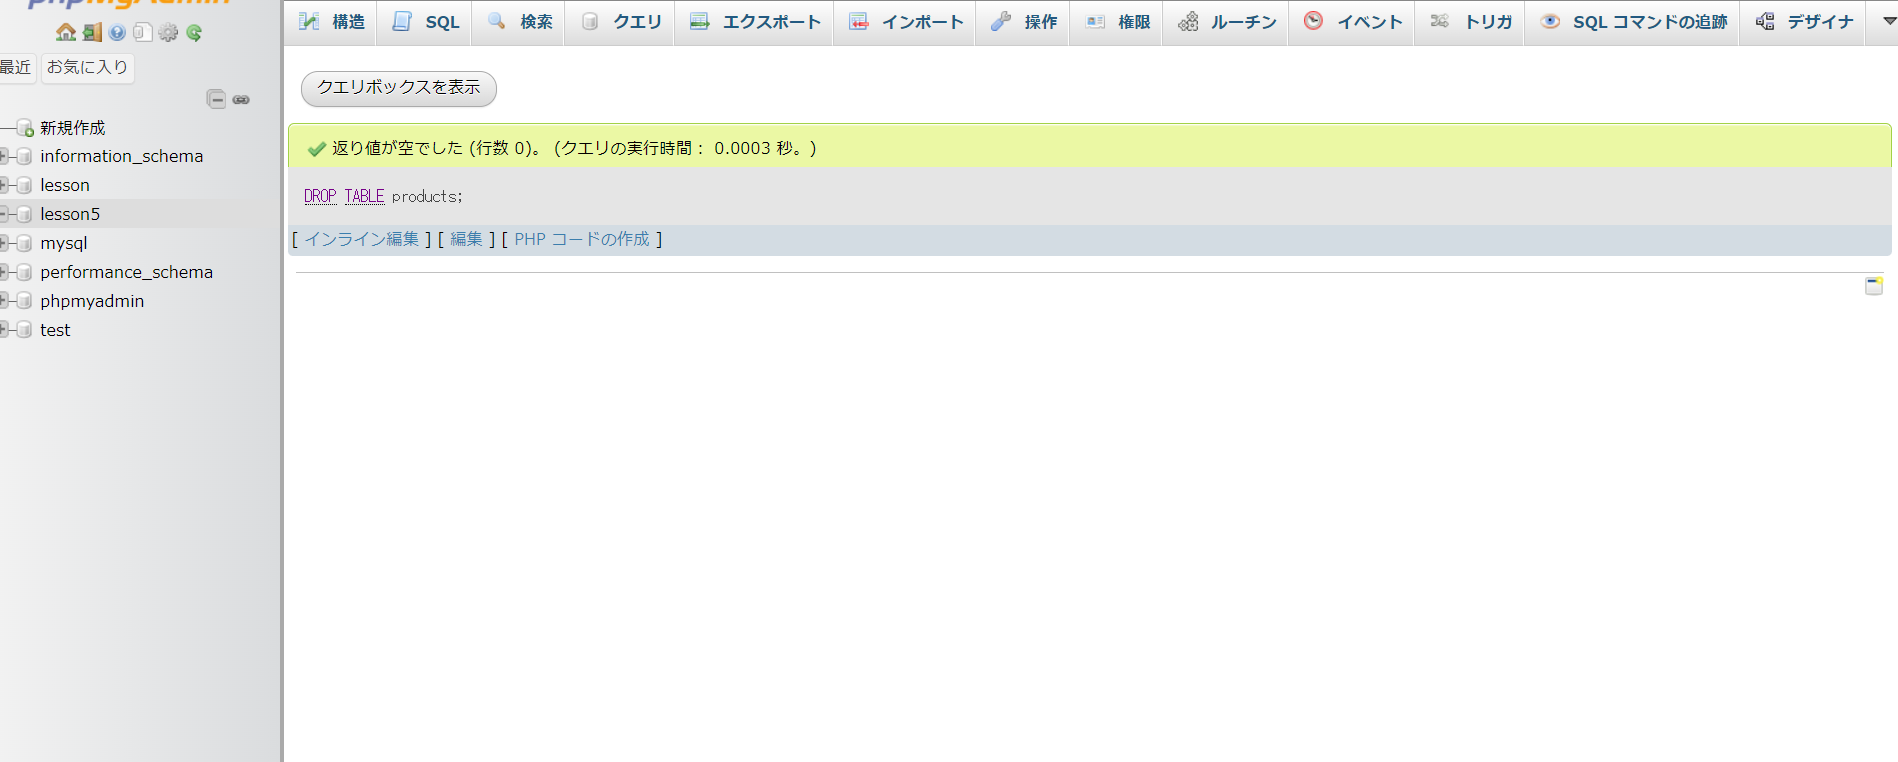 phpMyAdmin
最近 お気に入り
新規作成
information_schema
lesson
lesson5
mysql
performance_schema
phpmyadmin
test
構造 SQL 検索 クエリ エクスポート インポート 操作 権限 ルーチン イベント トリガ SQL コマンドの追跡 デザイナ
クエリボックスを表示
返り値が空でした (行数 0)。 (クエリの実行時間： 0.0003 秒。)
DROP TABLE products;
[ インライン編集 ] [ 編集 ] [ PHP コードの作成 ]